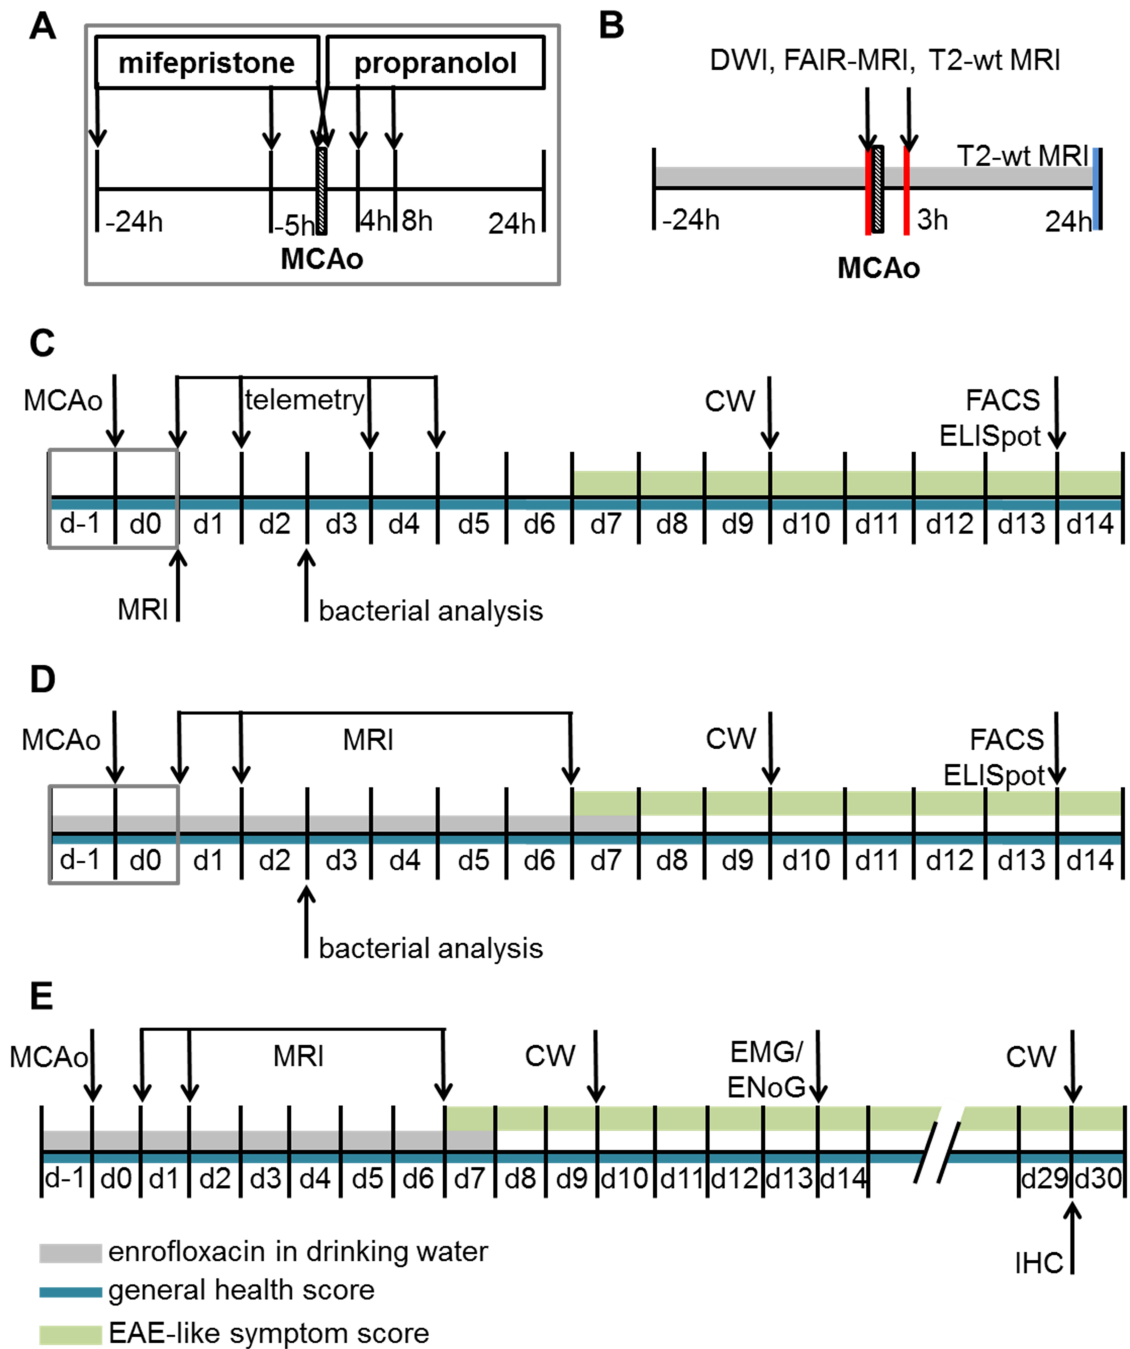 A
mifepristone
propranolol
-24h
-5h
4h
8h
24h
MCAo
B
DWI, FAIR-MRI, T2-wt MRI
T2-wt MRI
-24h
3h
24h
MCAo
C
MCAo
telemetry
CW
FACS
ELISpot
d-1 d0 d1 d2 d3 d4 d5 d6 d7 d8 d9 d10 d11 d12 d13 d14
MRI
bacterial analysis
D
MCAo
MRI
CW
FACS
ELISpot
d-1 d0 d1 d2 d3 d4 d5 d6 d7 d8 d9 d10 d11 d12 d13 d14
bacterial analysis
E
MCAo
MRI
CW
EMG/
ENoG
CW
d-1 d0 d1 d2 d3 d4 d5 d6 d7 d8 d9 d10 d11 d12 d13 d14 d29 d30
IHC
enrofloxacin in drinking water
general health score
EAE-like symptom score